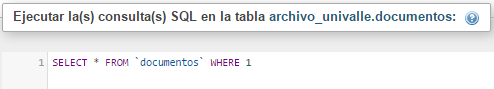 Ejecutar la(s) consulta(s) SQL en la tabla archivo_univalle.documentos:
1 SELECT * FROM `documentos` WHERE 1